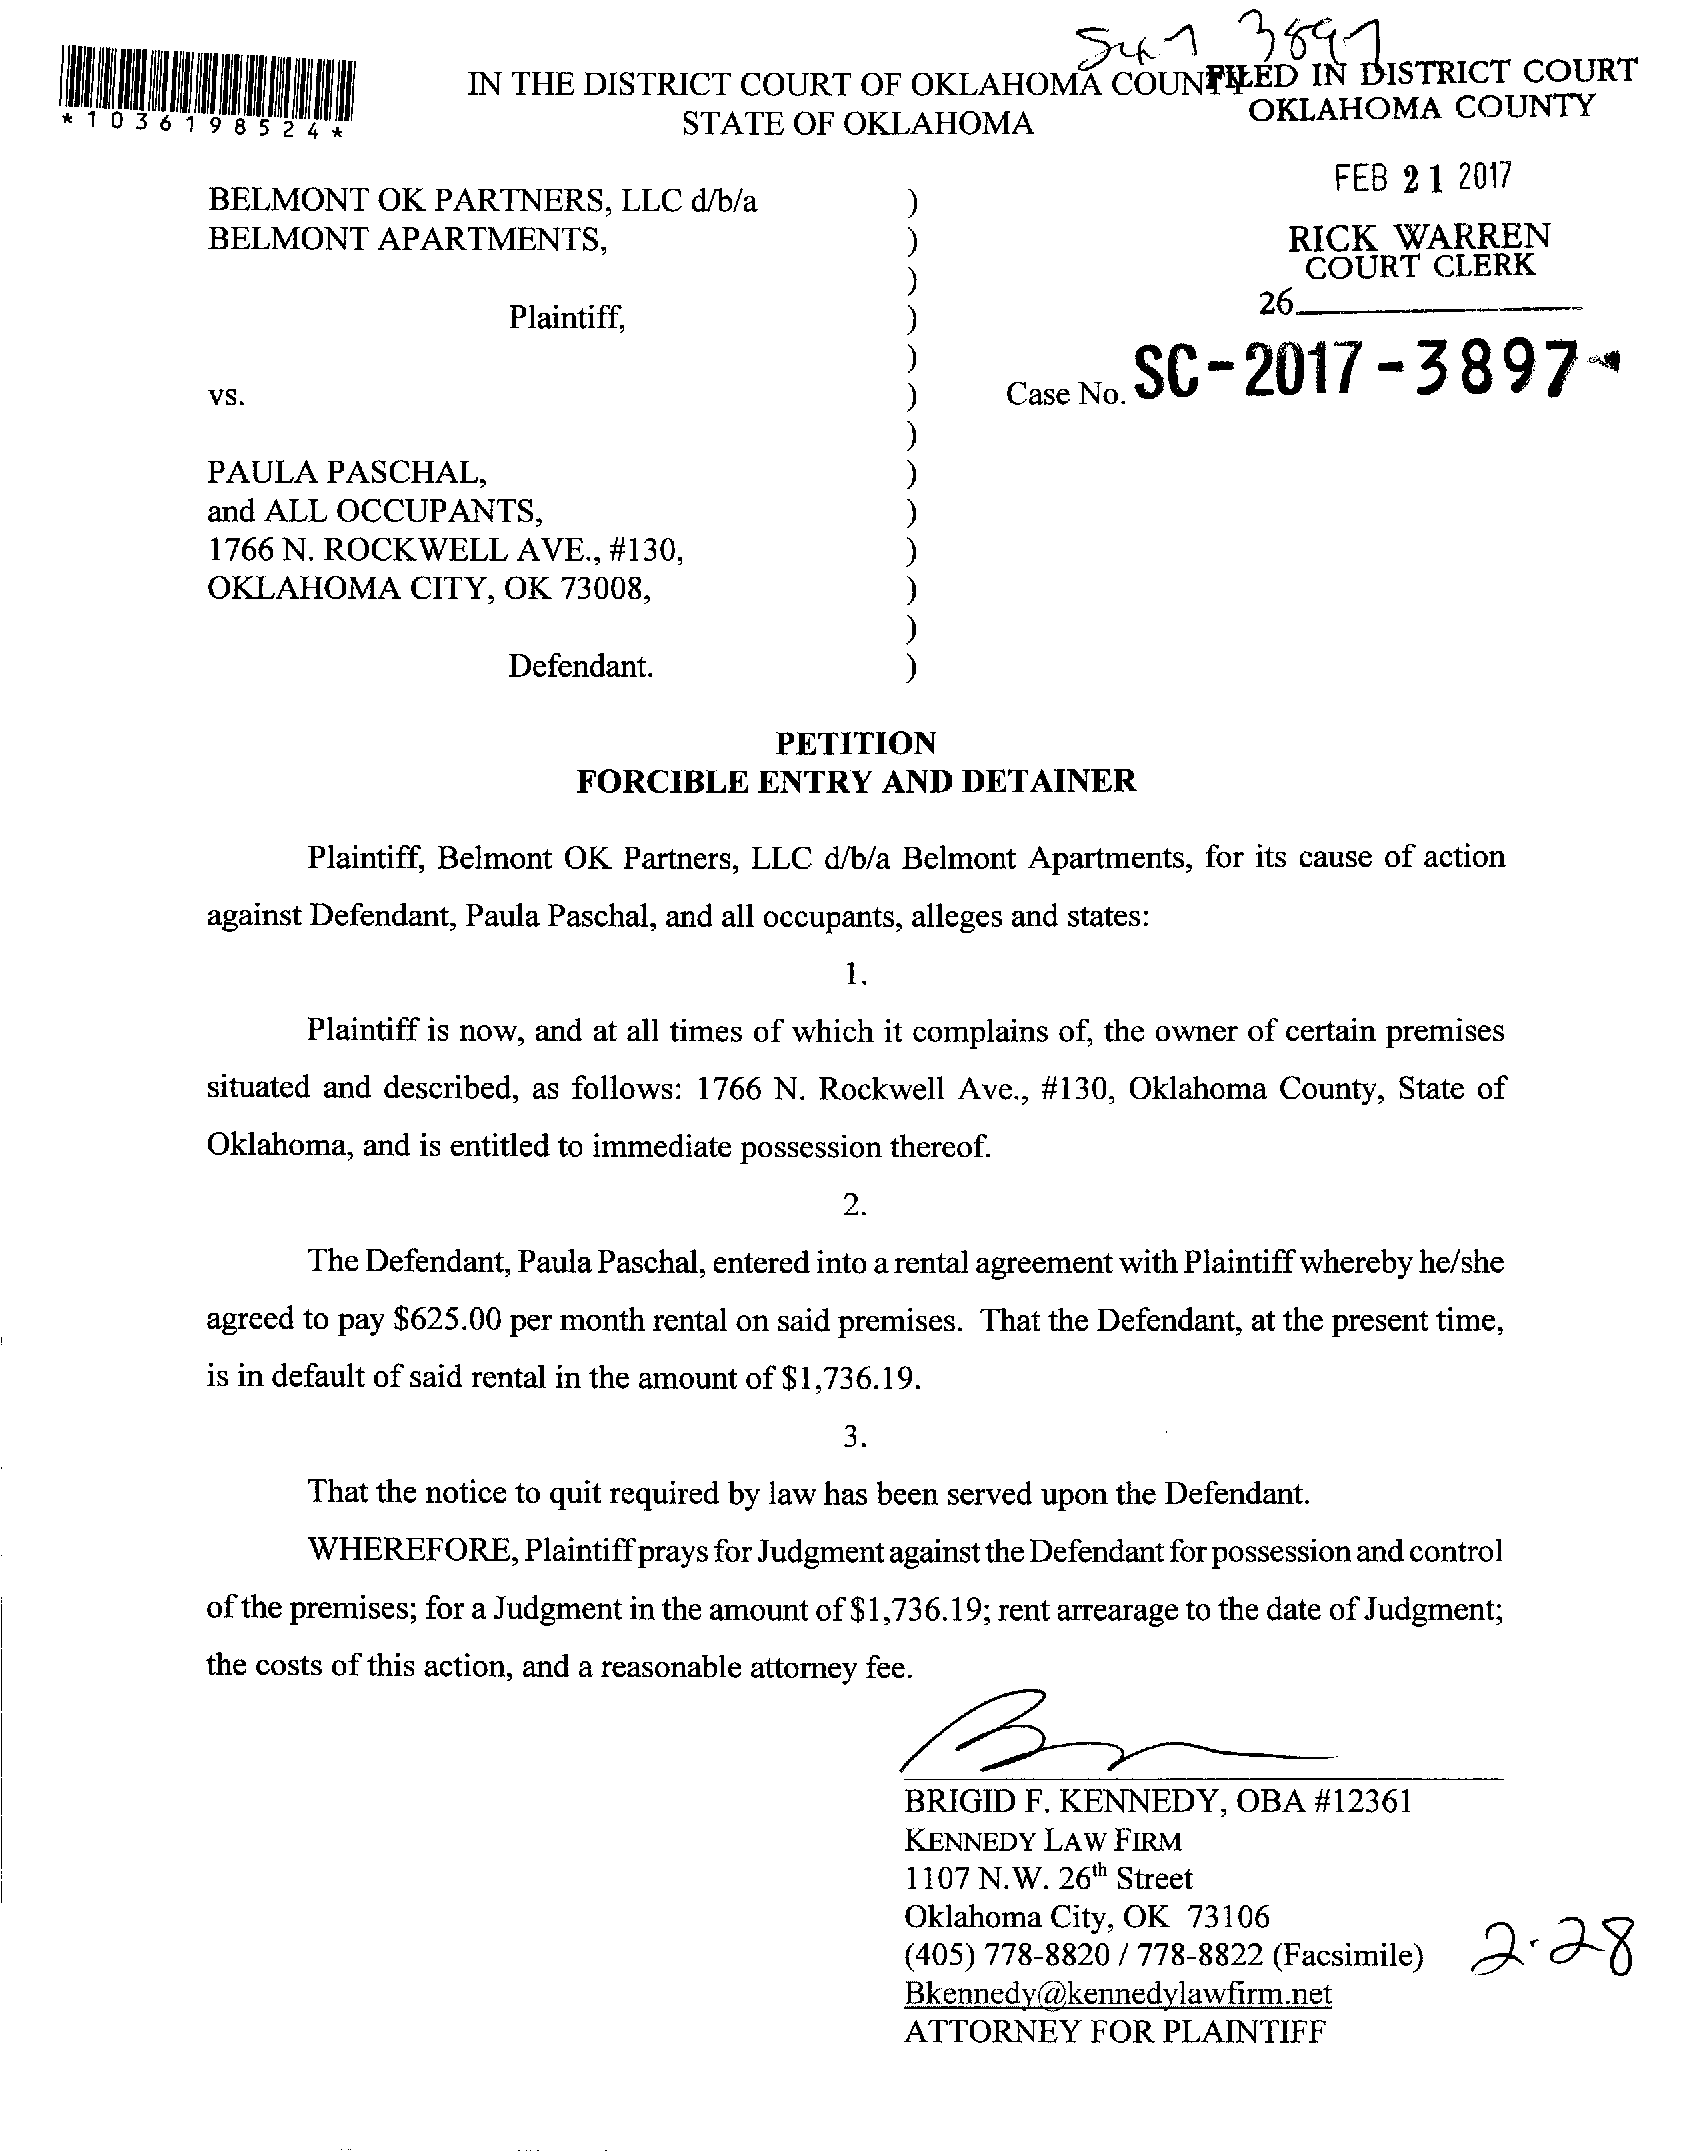 3897
IN THE DISTRICT COURT OF OKLAHOMA COUNTY
STATE OF OKLAHOMA
FILED IN DISTRICT COURT
OKLAHOMA COUNTY
*1036198524*
FEB 21 2017
RICK WARREN
COURT CLERK
26
BELMONT OK PARTNERS, LLC d/b/a )
BELMONT APARTMENTS, )
)
Plaintiff, )
)
vs. ) Case No. SC-2017-3897
)
PAULA PASCHAL, )
and ALL OCCUPANTS, )
1766 N. ROCKWELL AVE., #130, )
OKLAHOMA CITY, OK 73008, )
)
Defendant. )
PETITION
FORCIBLE ENTRY AND DETAINER
Plaintiff, Belmont OK Partners, LLC d/b/a Belmont Apartments, for its cause of action
against Defendant, Paula Paschal, and all occupants, alleges and states:
1.
Plaintiff is now, and at all times of which it complains of, the owner of certain premises
situated and described, as follows: 1766 N. Rockwell Ave., #130, Oklahoma County, State of
Oklahoma, and is entitled to immediate possession thereof.
2.
The Defendant, Paula Paschal, entered into a rental agreement with Plaintiff whereby he/she
agreed to pay $625.00 per month rental on said premises. That the Defendant, at the present time,
is in default of said rental in the amount of $1,736.19.
3.
That the notice to quit required by law has been served upon the Defendant.
WHEREFORE, Plaintiff prays for Judgment against the Defendant for possession and control
of the premises; for a Judgment in the amount of $1,736.19; rent arrearage to the date of Judgment;
the costs of this action, and a reasonable attorney fee.
BRIGID F. KENNEDY, OBA #12361
KENNEDY LAW FIRM
1107 N.W. 26th Street
Oklahoma City, OK 73106
(405) 778-8820 / 778-8822 (Facsimile)
Bkennedy@kennedylawfirm.net
ATTORNEY FOR PLAINTIFF
2-28